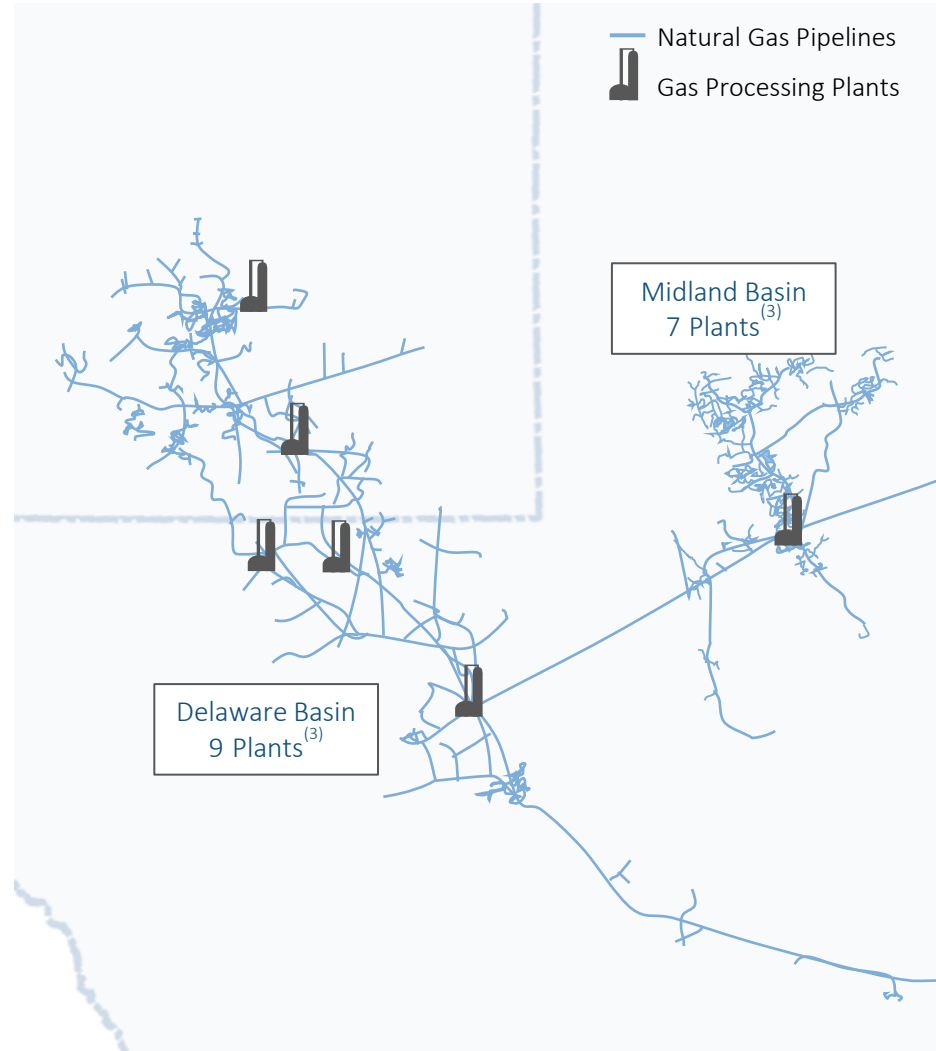 Natural Gas Pipelines
Gas Processing Plants
Midland Basin
7 Plants(3)
Delaware Basin
9 Plants(3)